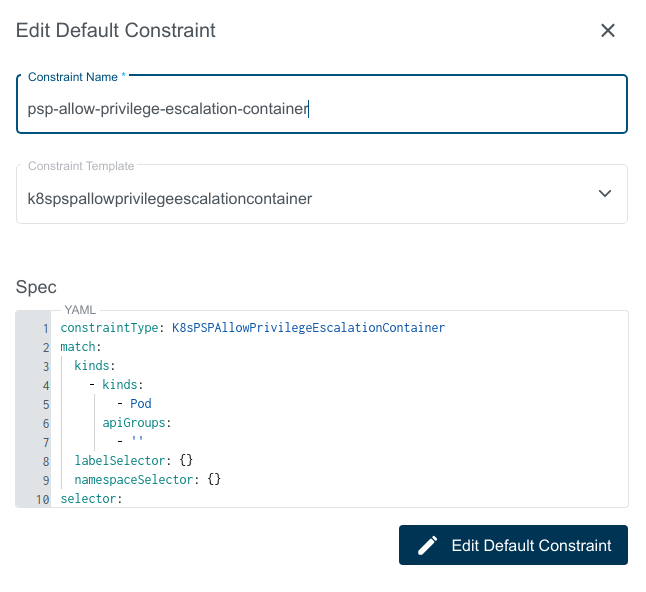 Edit Default Constraint
Constraint Name *
psp-allow-privilege-escalation-container
Constraint Template
k8spspallowprivilegeescalationcontainer
Spec
YAML
1 constraintType: K8sPSPAllowPrivilegeEscalationContainer
2 match:
3   kinds:
4     - kinds:
5         - Pod
6       apiGroups:
7         - ''
8   labelSelector: {}
9   namespaceSelector: {}
10 selector:
Edit Default Constraint